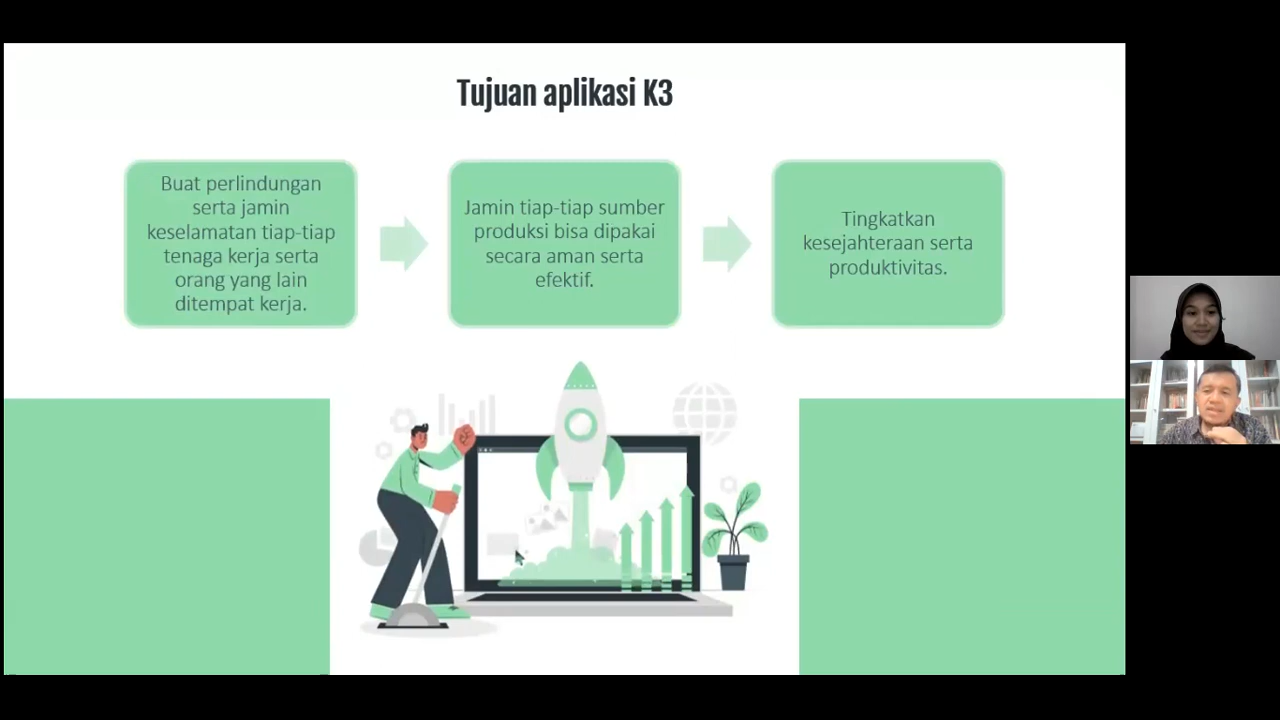 Tujuan aplikasi K3
Buat perlindungan
serta jamin
keselamatan tiap-tiap
tenaga kerja serta
orang yang lain
ditempat kerja.
Jamin tiap-tiap sumber
produksi bisa dipakai
secara aman serta
efektif.
Tingkatkan
kesejahteraan serta
produktivitas.